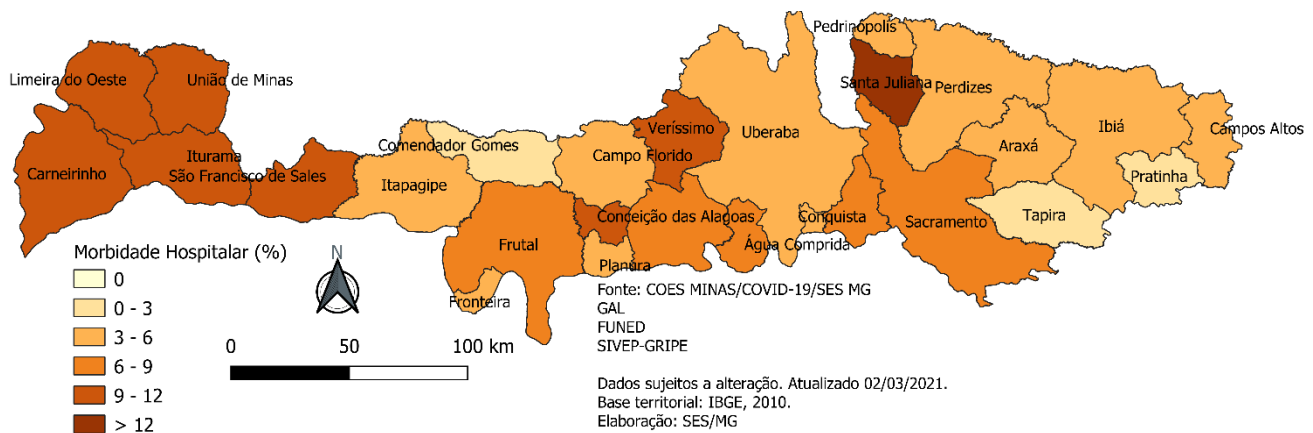 Pedrinópolis
Limeira do Oeste
União de Minas
Santa Juliana
Perdizes
Veríssimo
Uberaba
Ibiá
Campos Altos
Comendador Gomes
Campo Florido
Araxá
Carneirinho
Iturama
São Francisco de Sales
Itapagipe
Pratinha
Conceição das Alagoas
Conquista
Sacramento
Tapira
Frutal
Água Comprida
Planura
Fronteira
Morbidade Hospitalar (%)
0
0 - 3
3 - 6
6 - 9
9 - 12
> 12
N
0 50 100 km
Fonte: COES MINAS/COVID-19/SES MG
GAL
FUNED
SIVEP-GRIPE
Dados sujeitos a alteração. Atualizado 02/03/2021.
Base territorial: IBGE, 2010.
Elaboração: SES/MG